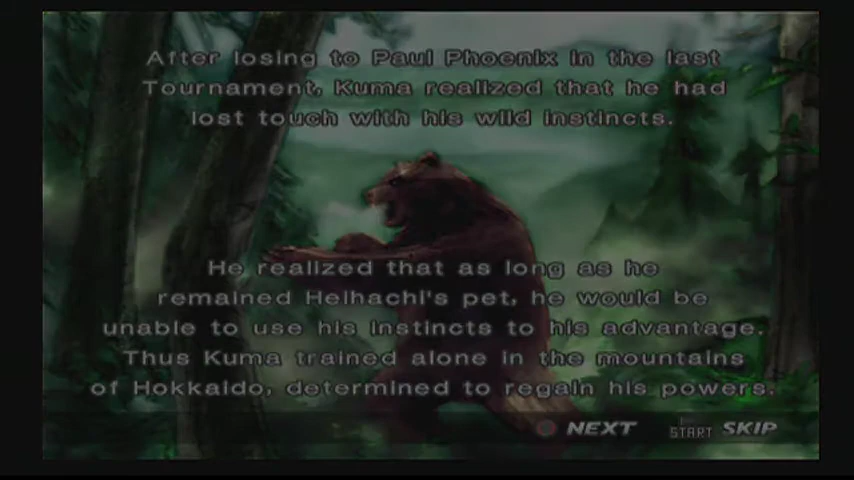 After losing to Paul Phoenix in the last
Tournament, Kuma realized that he had
lost touch with his wild instincts.
He realized that as long as he
remained Heihachi's pet, he would be
unable to use his instincts to his advantage.
Thus Kuma trained alone in the mountains
of Hokkaido, determined to regain his powers.
NEXT START SKIP